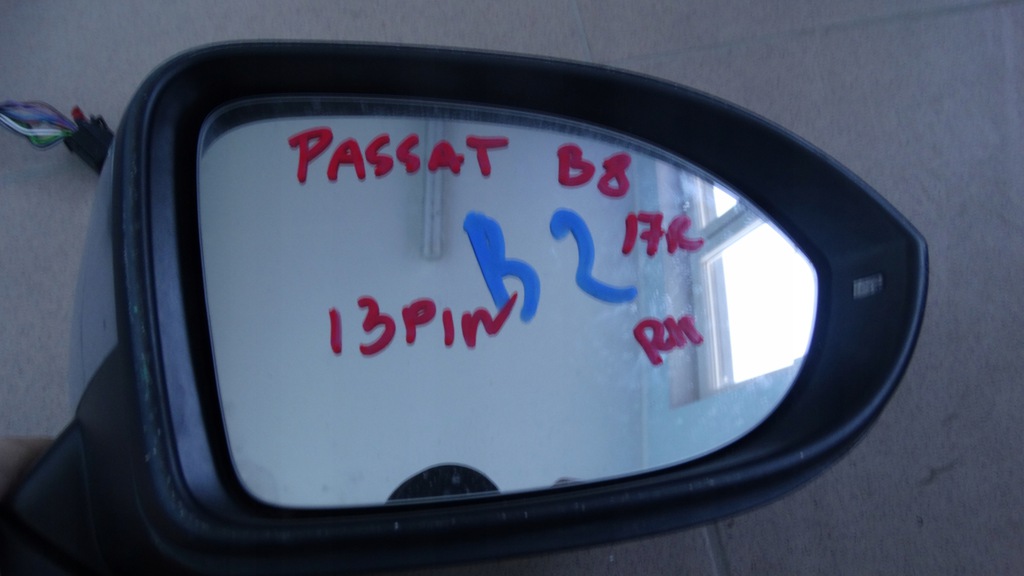 PASSAT B8
B2 17R
13PIN RH